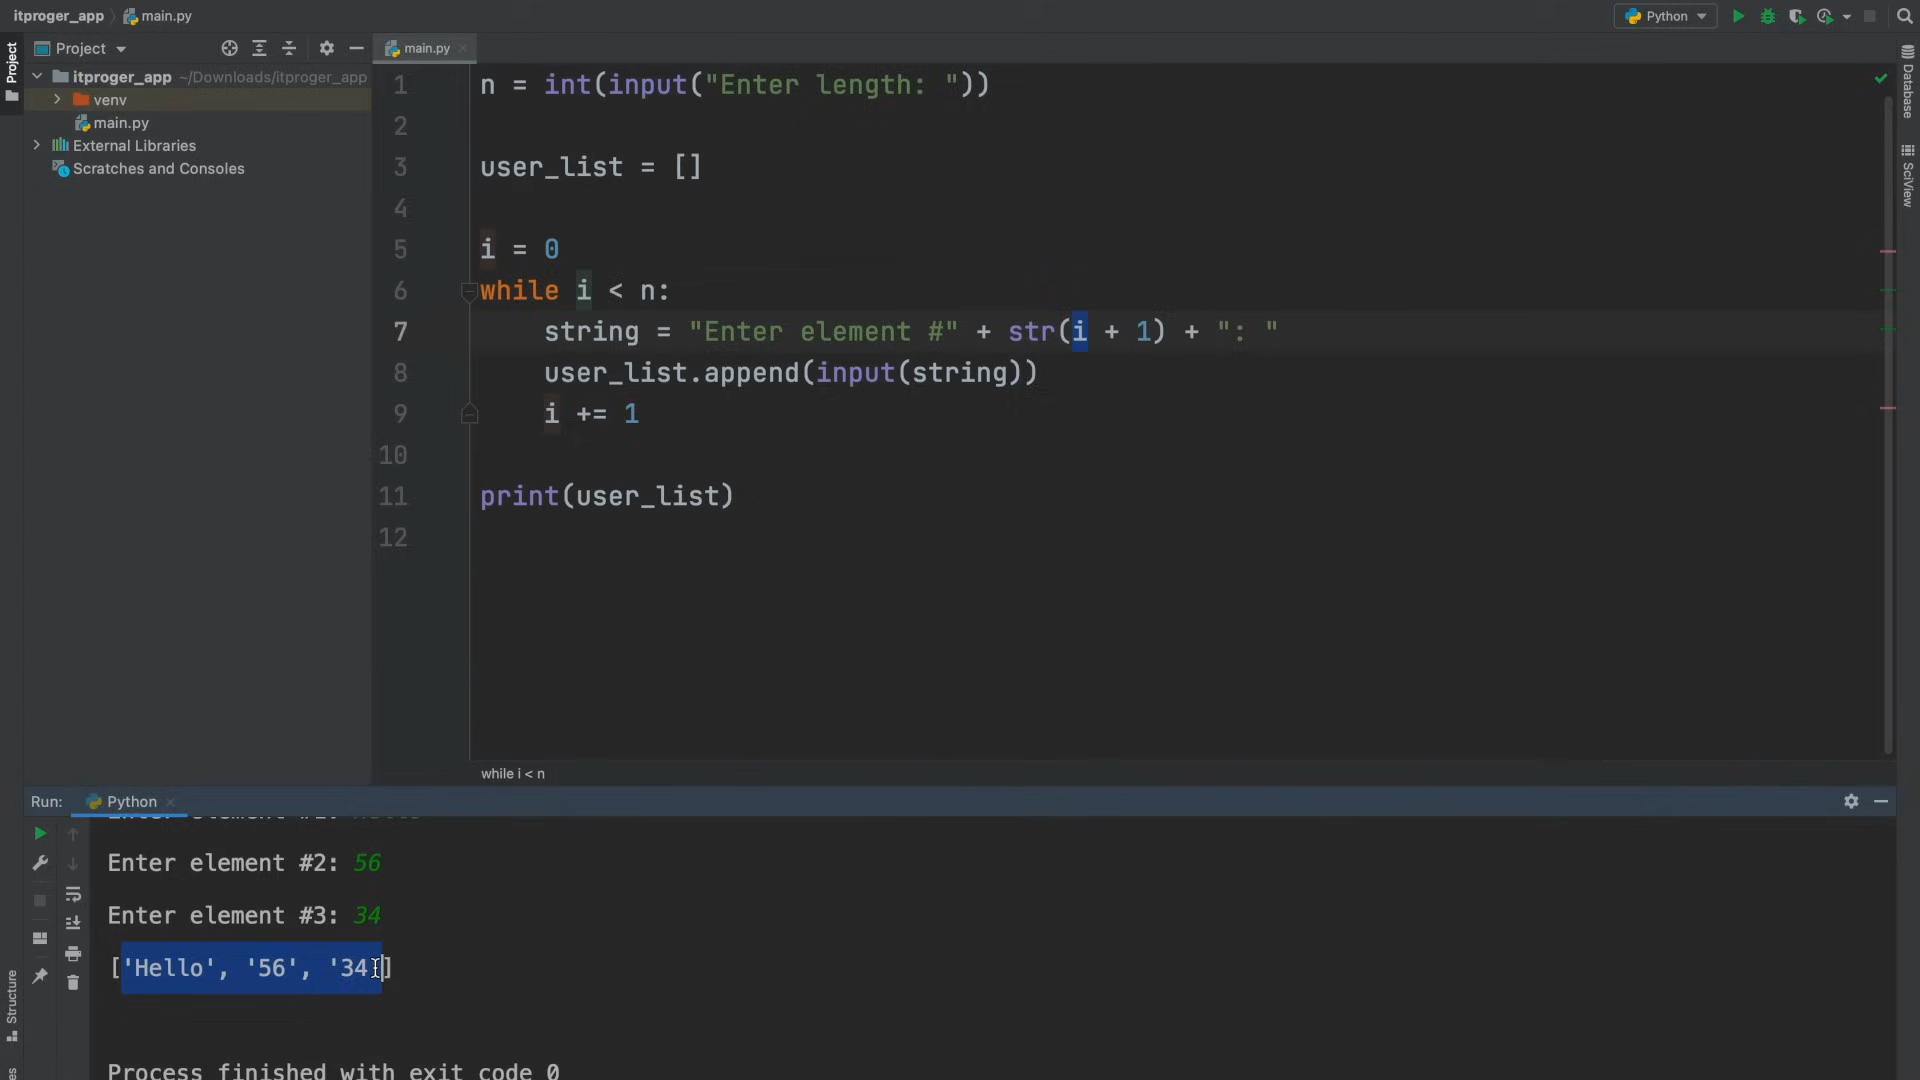 itproger_app
main.py
Python
Project
main.py
Project
itproger_app ~/Downloads/itproger_app
venv
main.py
External Libraries
Scratches and Consoles
Database
SciView
1 n = int(input("Enter length: "))
2
3 user_list = []
4
5 i = 0
6 while i < n:
7 string = "Enter element #" + str(i + 1) + ": "
8 user_list.append(input(string))
9 i += 1
10
11 print(user_list)
12
while i < n
Run: Python
Enter element #2: 56
Enter element #3: 34
['Hello', '56', '34']
Process finished with exit code 0
Structure